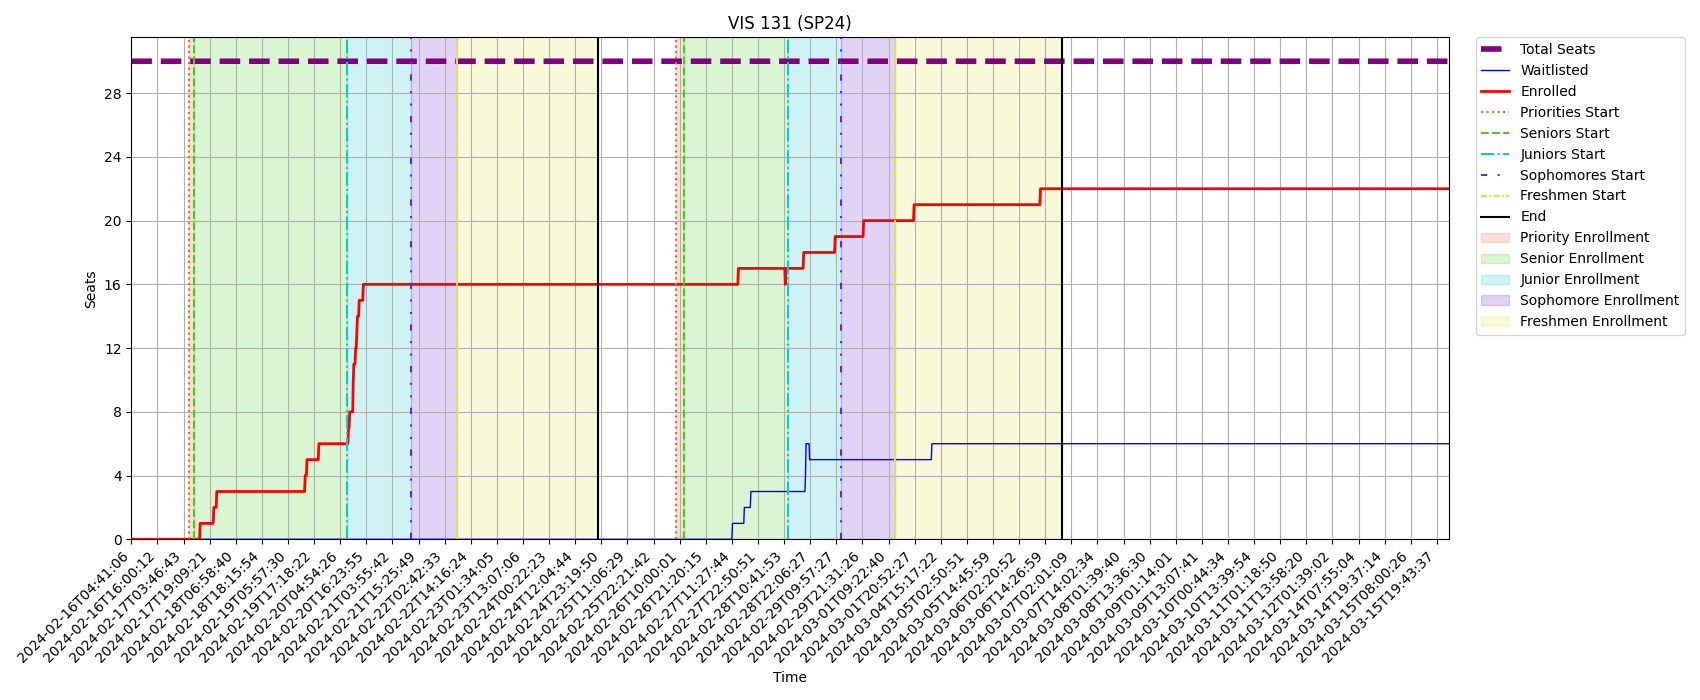 VIS 131 (SP24)
Seats
28
24
20
16
12
8
4
0
2024-02-16T04:41:06
2024-02-16T16:00:12
2024-02-17T03:46:43
2024-02-17T19:09:21
2024-02-18T06:58:40
2024-02-18T18:15:54
2024-02-19T05:57:30
2024-02-19T17:18:22
2024-02-20T04:54:26
2024-02-20T16:23:55
2024-02-21T03:55:42
2024-02-21T15:25:49
2024-02-22T02:42:33
2024-02-22T14:16:24
2024-02-23T01:34:05
2024-02-23T13:07:06
2024-02-24T00:22:23
2024-02-24T12:04:44
2024-02-24T23:19:50
2024-02-25T11:06:29
2024-02-25T22:21:42
2024-02-26T10:00:01
2024-02-26T21:20:15
2024-02-27T11:27:44
2024-02-27T22:50:51
2024-02-28T10:41:53
2024-02-28T22:06:27
2024-02-29T09:57:27
2024-02-29T21:31:26
2024-03-01T09:22:40
2024-03-01T20:52:27
2024-03-04T15:17:22
2024-03-05T02:50:51
2024-03-05T14:45:59
2024-03-06T02:20:52
2024-03-06T14:26:59
2024-03-07T02:01:09
2024-03-07T14:02:34
2024-03-08T01:39:40
2024-03-08T13:36:30
2024-03-09T01:14:01
2024-03-09T13:07:41
2024-03-10T00:44:34
2024-03-10T13:39:54
2024-03-11T01:18:50
2024-03-11T13:58:20
2024-03-12T01:39:02
2024-03-14T07:55:04
2024-03-14T19:37:14
2024-03-15T08:00:26
2024-03-15T19:43:37
Time
Total Seats
Waitlisted
Enrolled
Priorities Start
Seniors Start
Juniors Start
Sophomores Start
Freshmen Start
End
Priority Enrollment
Senior Enrollment
Junior Enrollment
Sophomore Enrollment
Freshmen Enrollment